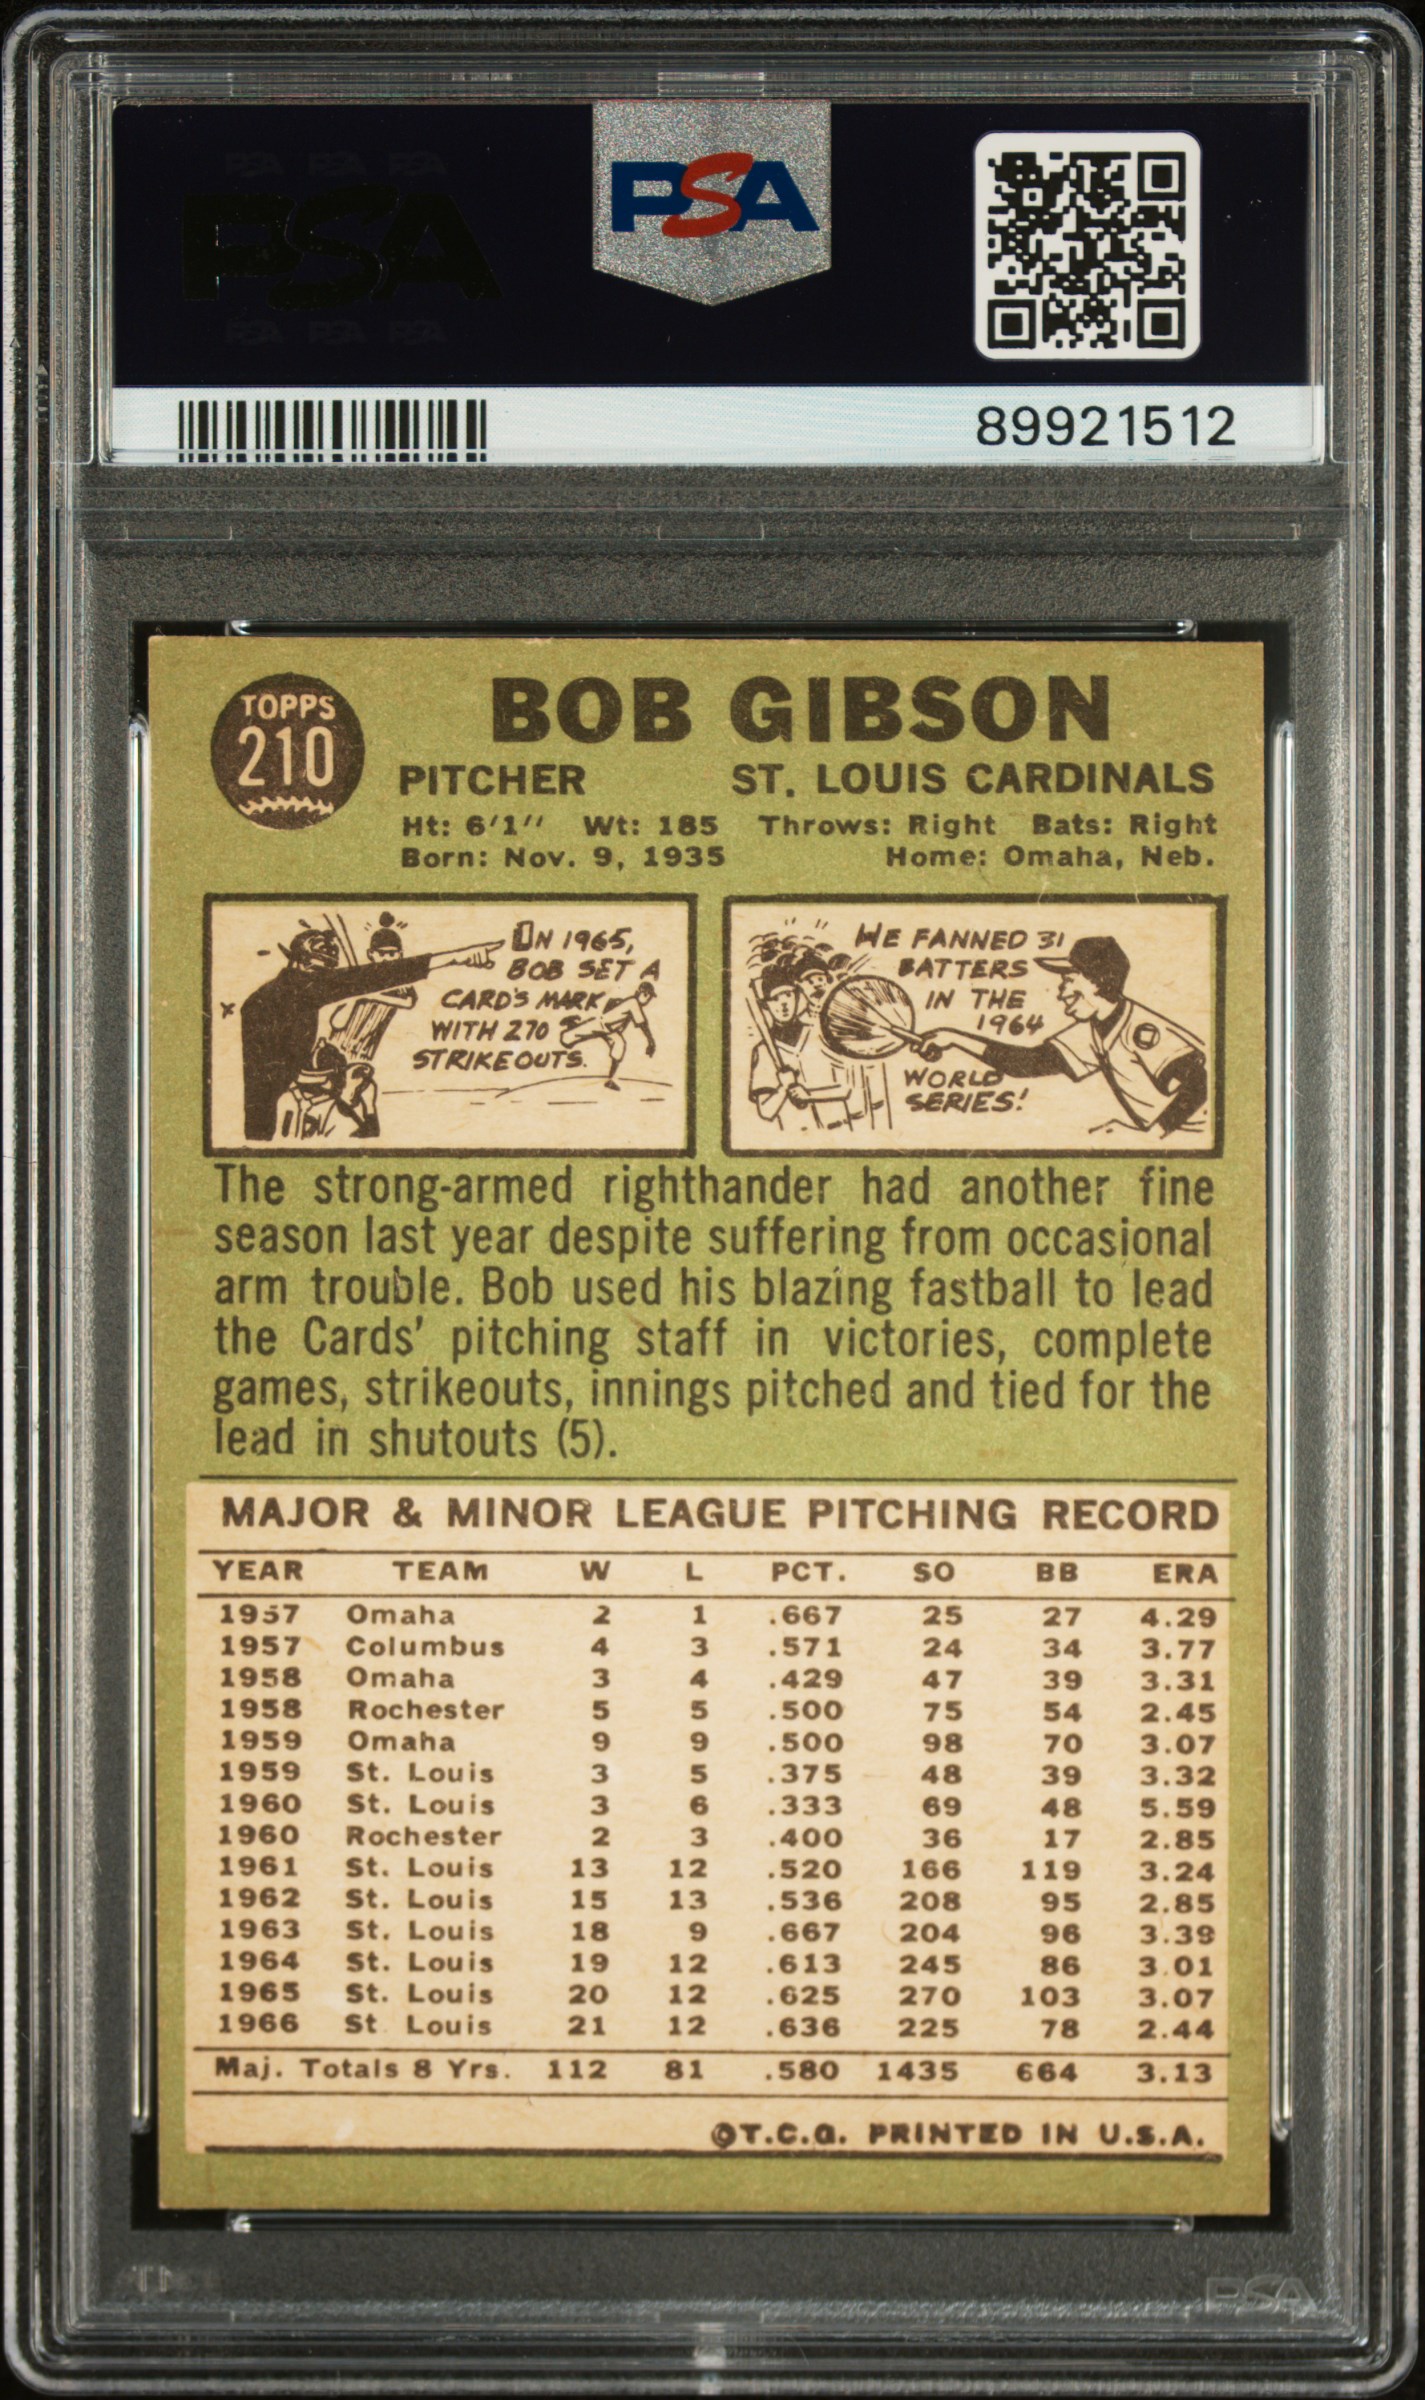 PSA PSA PSA
PSA
PSA PSA PSA
PSA
89921512
TOPPS
210
BOB GIBSON
PITCHER ST. LOUIS CARDINALS
Ht: 6'1" Wt: 185 Throws: Right Bats: Right
Born: Nov. 9, 1935 Home: Omaha, Neb.
IN 1965,
BOB SET A
CARD'S MARK
WITH 270
STRIKEOUTS.
HE FANNED 31
BATTERS
IN THE
1964
WORLD
SERIES!
The strong-armed righthander had another fine
season last year despite suffering from occasional
arm trouble. Bob used his blazing fastball to lead
the Cards' pitching staff in victories, complete
games, strikeouts, innings pitched and tied for the
lead in shutouts (5).
MAJOR & MINOR LEAGUE PITCHING RECORD
YEAR TEAM W L PCT. SO BB ERA
1957 Omaha 2 1 .667 25 27 4.29
1957 Columbus 4 3 .571 24 34 3.77
1958 Omaha 3 4 .429 47 39 3.31
1958 Rochester 5 5 .500 75 54 2.45
1959 Omaha 9 9 .500 98 70 3.07
1959 St. Louis 3 5 .375 48 39 3.32
1960 St. Louis 3 6 .333 69 48 5.59
1960 Rochester 2 3 .400 36 17 2.85
1961 St. Louis 13 12 .520 166 119 3.24
1962 St. Louis 15 13 .536 208 95 2.85
1963 St. Louis 18 9 .667 204 96 3.39
1964 St. Louis 19 12 .613 245 86 3.01
1965 St. Louis 20 12 .625 270 103 3.07
1966 St Louis 21 12 .636 225 78 2.44
Maj. Totals 8 Yrs. 112 81 .580 1435 664 3.13
©T.C.G. PRINTED IN U.S.A.
PSA